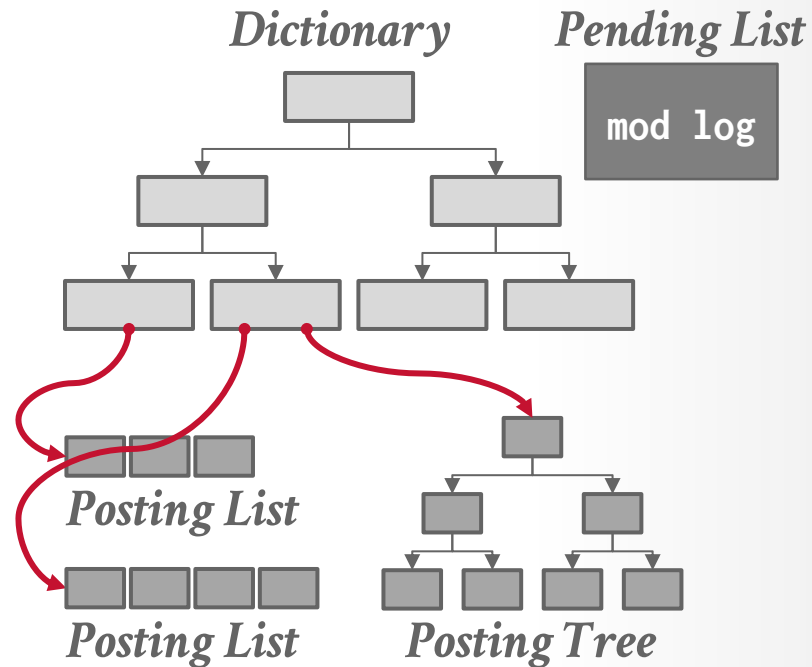 Dictionary
Pending List
mod log
Posting List
Posting List
Posting Tree